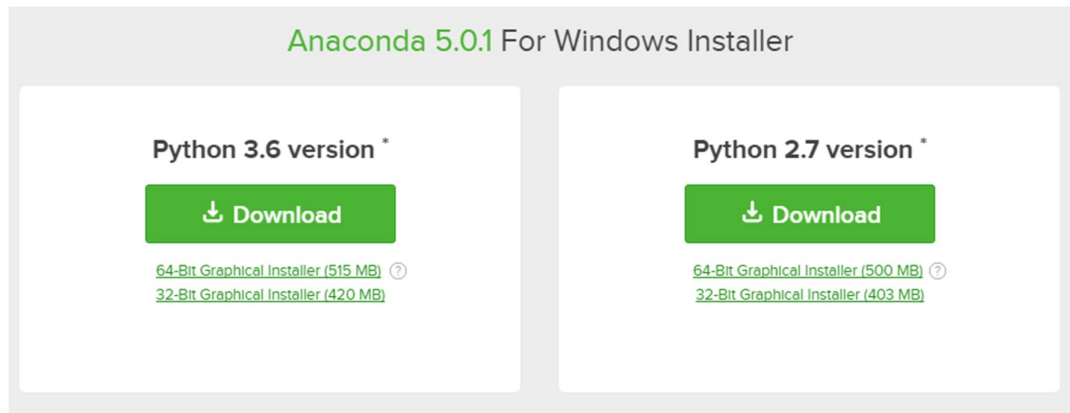 Anaconda 5.0.1 For Windows Installer
Python 3.6 version *
Download
64-Bit Graphical Installer (515 MB) ?
32-Bit Graphical Installer (420 MB)
Python 2.7 version *
Download
64-Bit Graphical Installer (500 MB) ?
32-Bit Graphical Installer (403 MB)